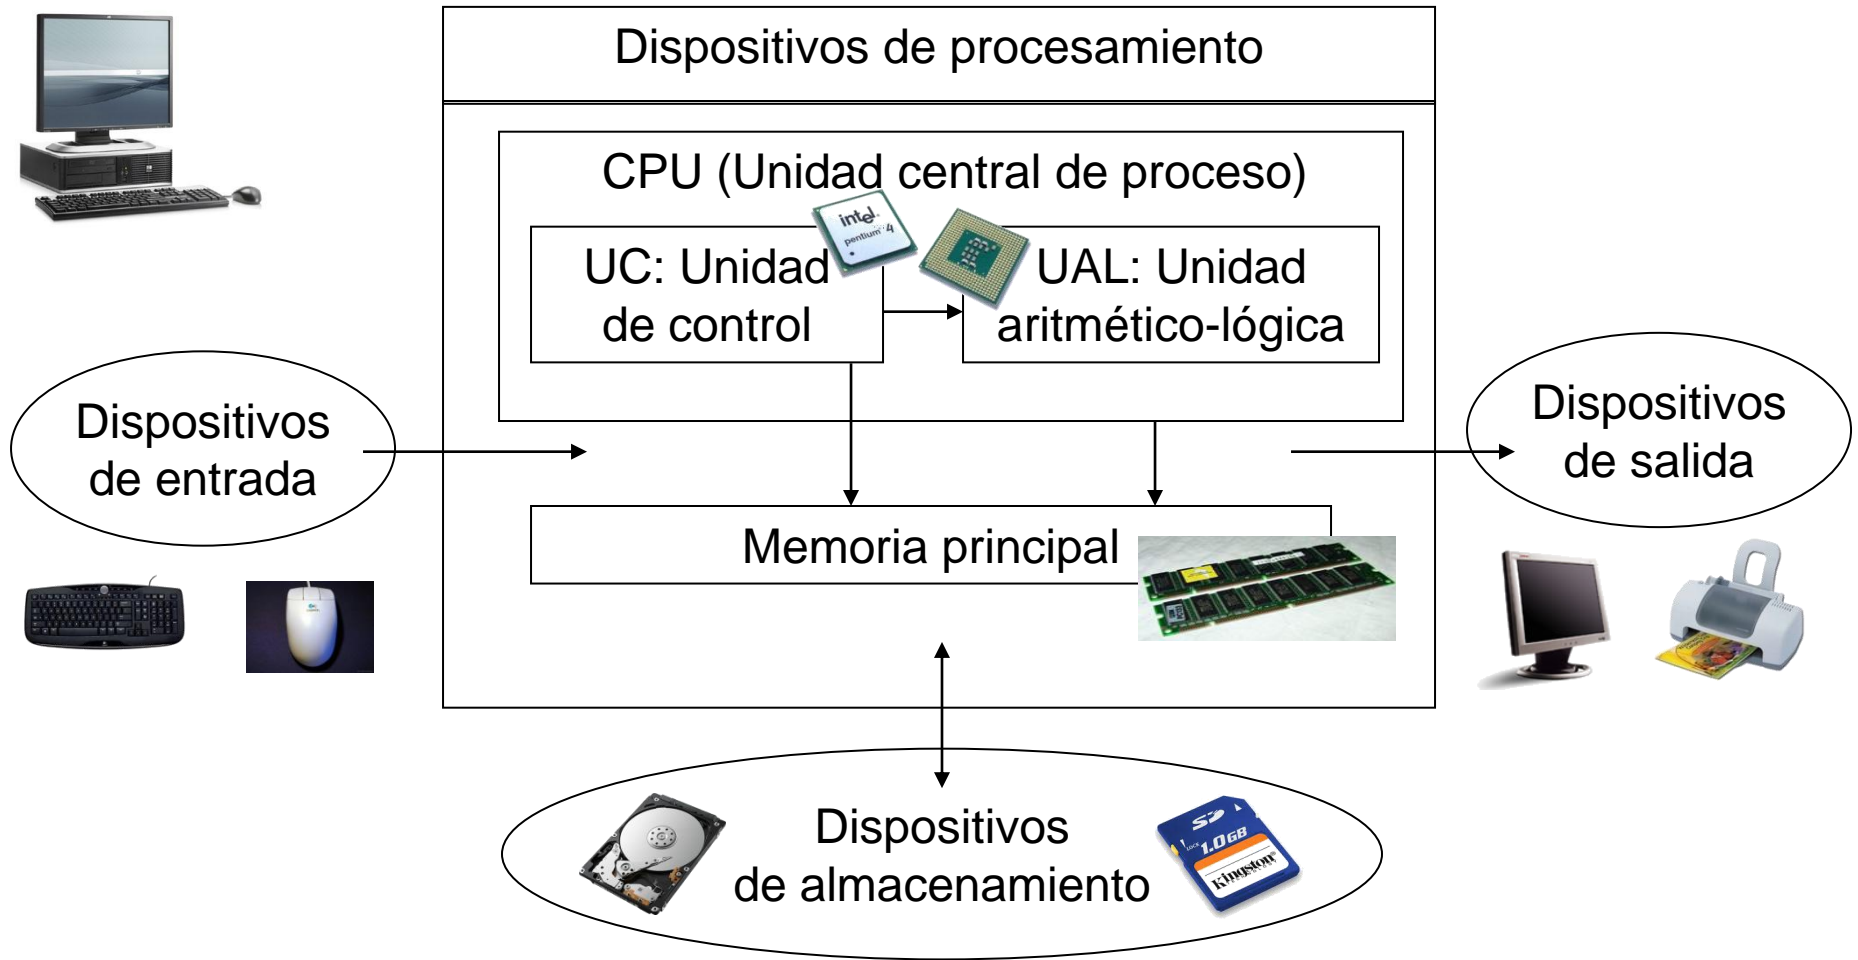 Dispositivos de procesamiento
CPU (Unidad central de proceso)
intel
pentium 4
UC: Unidad
de control
UAL: Unidad
aritmético-lógica
Dispositivos
de entrada
Dispositivos
de salida
Memoria principal
Dispositivos
de almacenamiento
SD
LOCK
1.0GB
Kingston